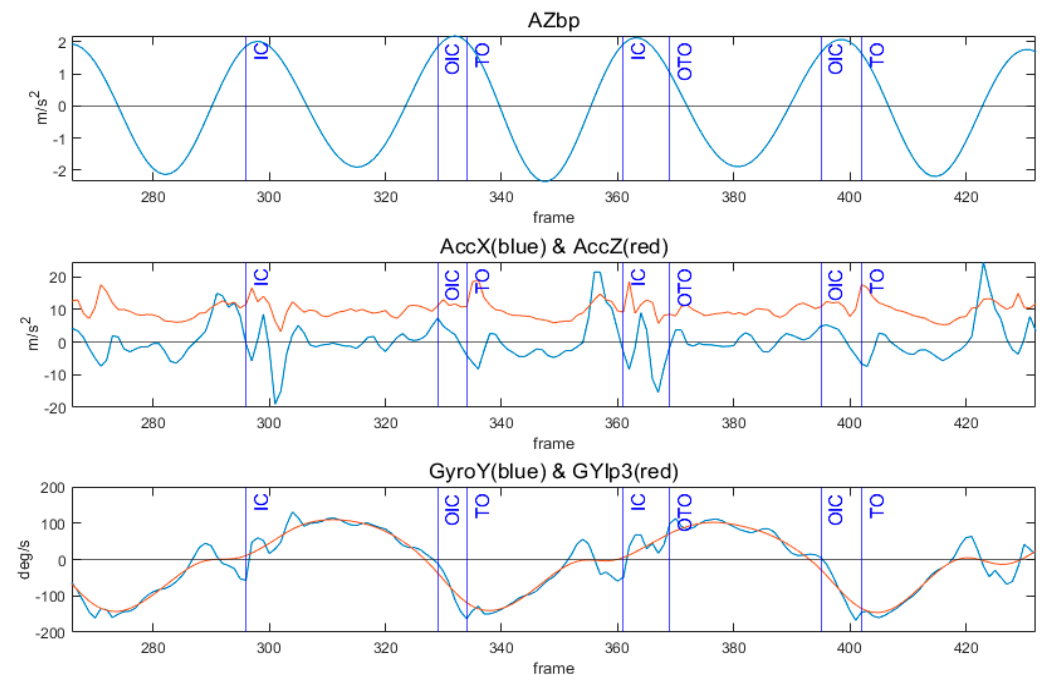 AZbp
m/s2
2
1
0
-1
-2
IC
OIC
TO
IC
OTO
OIC
TO
280 300 320 340 360 380 400 420
frame
AccX(blue) & AccZ(red)
m/s2
20
10
0
-10
-20
IC
OIC
TO
IC
OTO
OIC
TO
280 300 320 340 360 380 400 420
frame
GyroY(blue) & GYlp3(red)
deg/s
200
100
0
-100
-200
IC
OIC
TO
IC
OTO
OIC
TO
280 300 320 340 360 380 400 420
frame